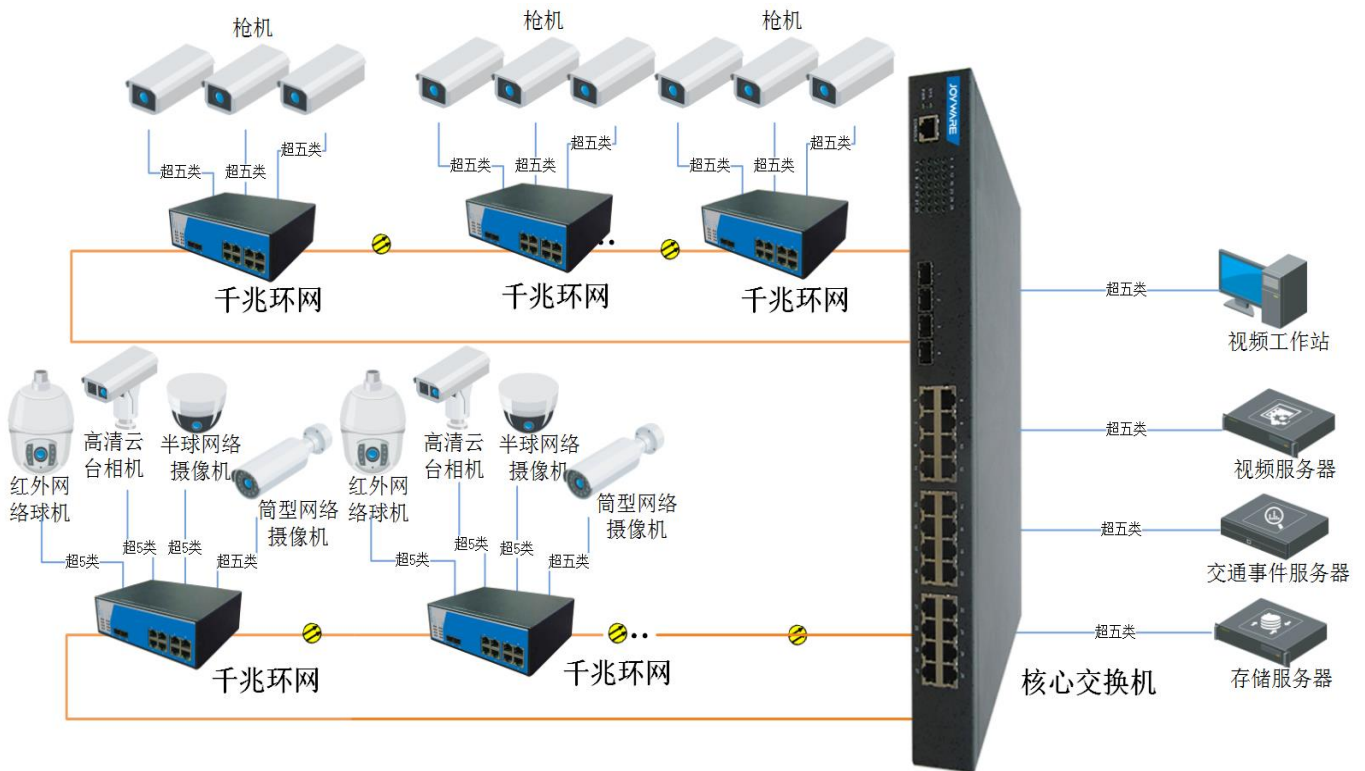 枪机
枪机
枪机
超五类
超五类
超五类
超五类
超五类
超五类
超五类
超五类
超五类
千兆环网
千兆环网
千兆环网
JOYWARE
超五类
视频工作站
红外网
络球机
高清云
台相机
半球网络
摄像机
筒型网络
摄像机
红外网
络球机
高清云
台相机
半球网络
摄像机
筒型网络
摄像机
超五类
视频服务器
超5类
超5类
超5类
超五类
超5类
超5类
超5类
超五类
超五类
交通事件服务器
千兆环网
千兆环网
超五类
存储服务器
核心交换机